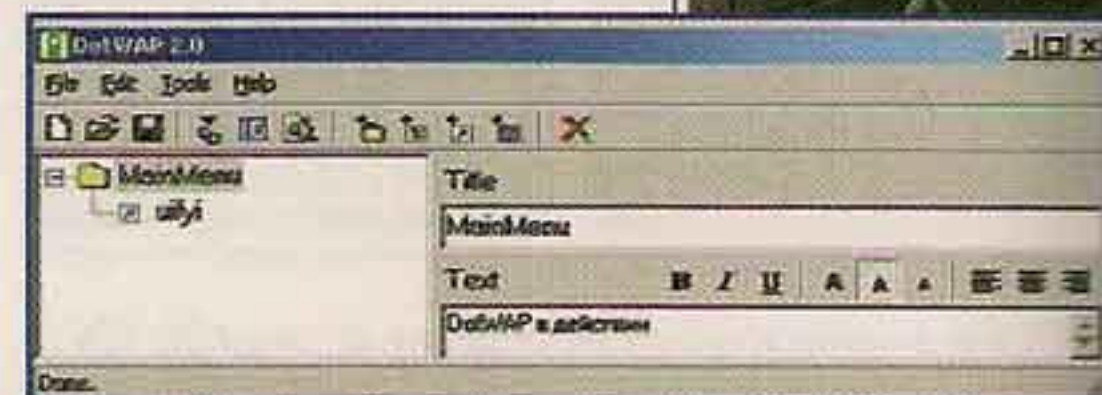 DotWAP 2.0
File Edit Tools Help
MainMenu
Title
MainMenu
Text B I U A A A
DotWAP в действии
Done.